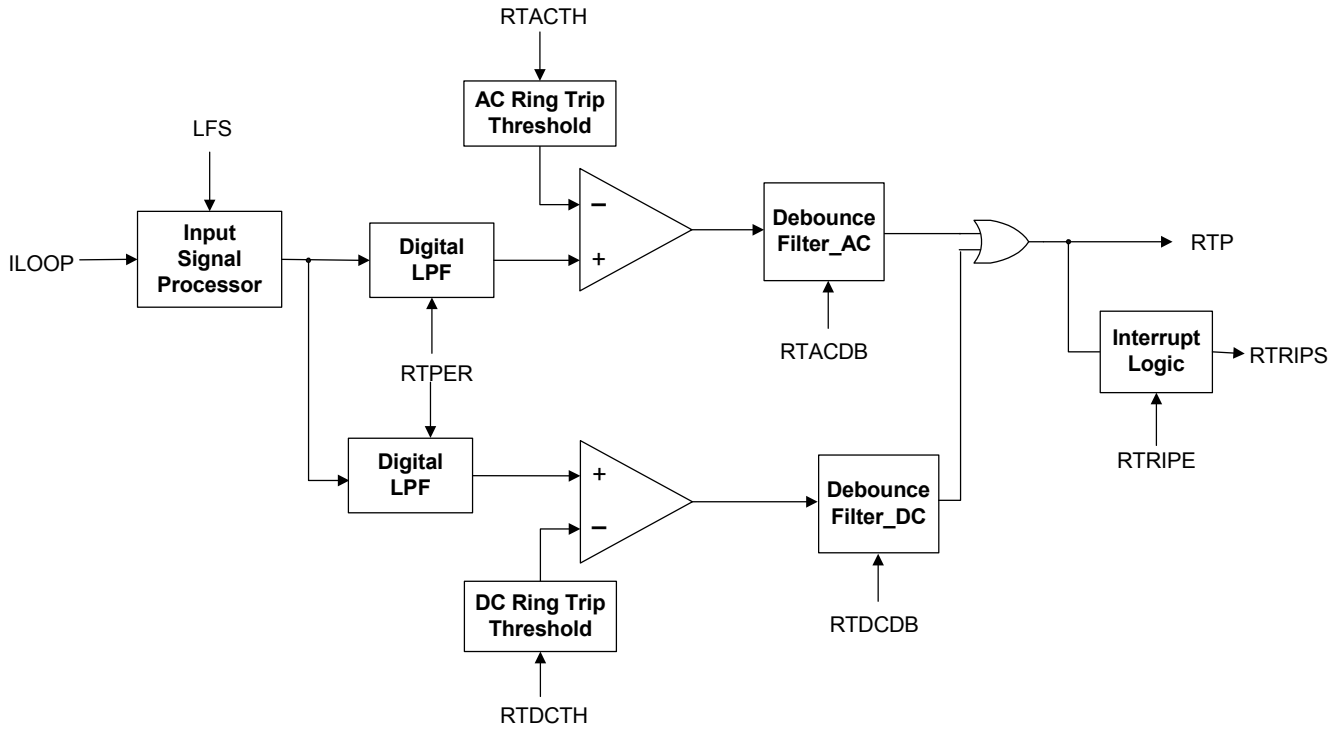 RTACTH
AC Ring Trip
Threshold
LFS
Input
Signal
Processor
ILOOP
Digital
LPF
−
+
Debounce
Filter_AC
RTP
RTACDB
Interrupt
Logic
RTRIPS
RTPER
RTRIPE
Digital
LPF
+
−
Debounce
Filter_DC
DC Ring Trip
Threshold
RTDCDB
RTDCTH